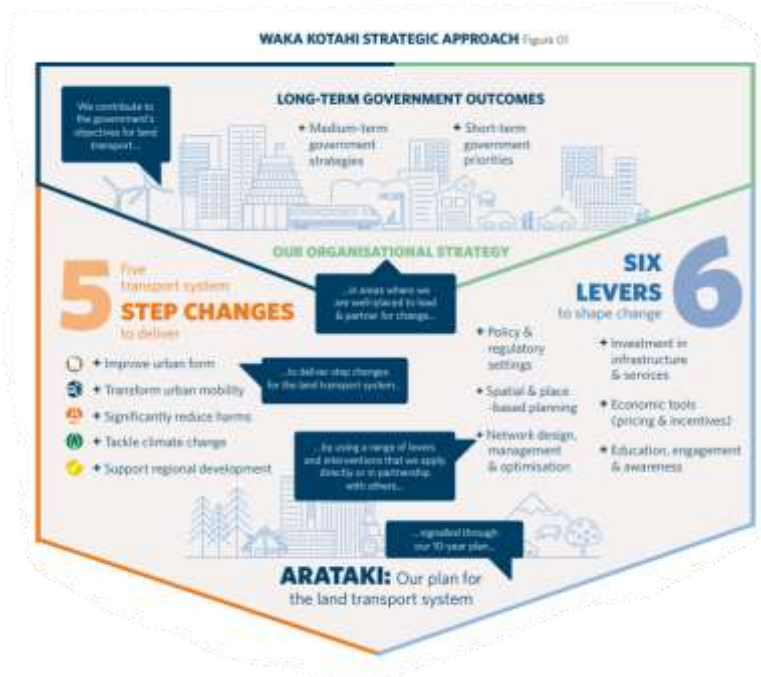 WAKA KOTAHI STRATEGIC APPROACH Figure 01
LONG-TERM GOVERNMENT OUTCOMES
We contribute to
the government's
objectives for land
transport...
+ Medium-term
government
strategies
+ Short-term
government
priorities
OUR ORGANISATIONAL STRATEGY
...in areas where we
are well-placed to lead
& partner for change...
5 Five
transport system
STEP CHANGES
to deliver
+ Improve urban form
+ Transform urban mobility
+ Significantly reduce harms
+ Tackle climate change
+ Support regional development
...to deliver step changes
for the land transport system...
SIX 6
LEVERS
to shape change
+ Policy &
regulatory
settings
+ Spatial & place
-based planning
+ Network design,
management
& optimisation
+ Investment in
infrastructure
& services
+ Economic tools
(pricing & incentives)
+ Education, engagement
& awareness
...by using a range of levers
and interventions that we apply
directly or in partnership
with others...
...signalled through
our 10-year plan...
ARATAKI: Our plan for
the land transport system